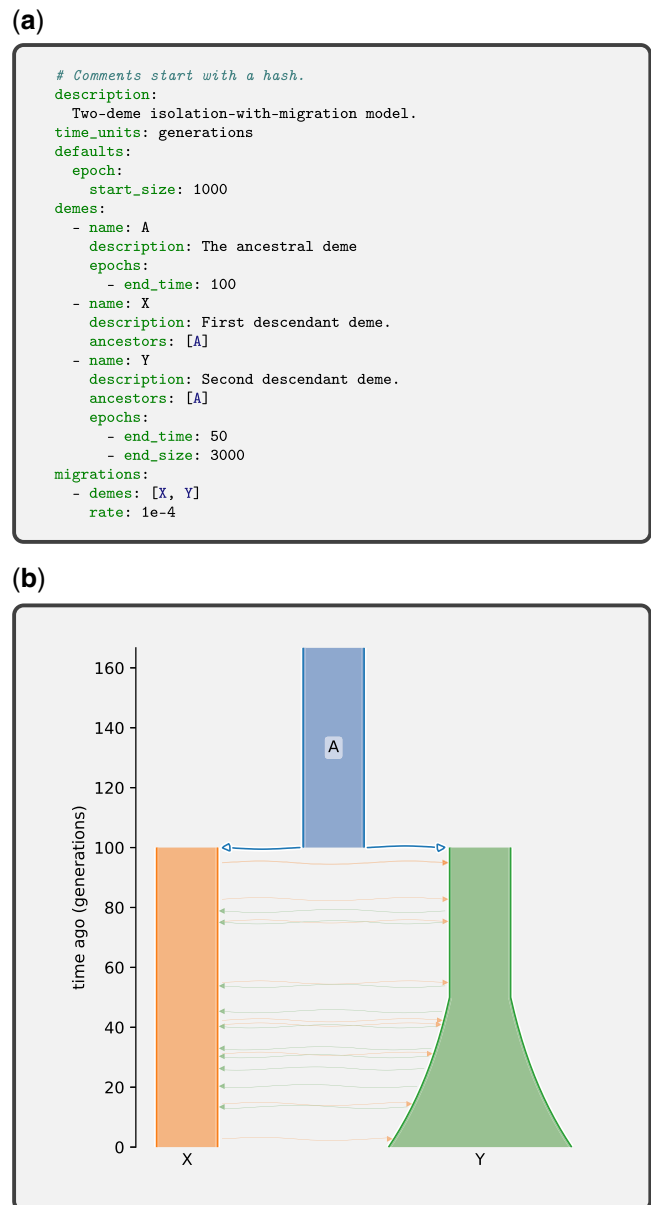 (a)
# Comments start with a hash.
description:
  Two-deme isolation-with-migration model.
time_units: generations
defaults:
  epoch:
    start_size: 1000
demes:
  - name: A
    description: The ancestral deme
    epochs:
      - end_time: 100
  - name: X
    description: First descendant deme.
    ancestors: [A]
  - name: Y
    description: Second descendant deme.
    ancestors: [A]
    epochs:
      - end_time: 50
      - end_size: 3000
migrations:
  - demes: [X, Y]
    rate: 1e-4
(b)
time ago (generations)
160
140
120
100
80
60
40
20
0
A
X
Y